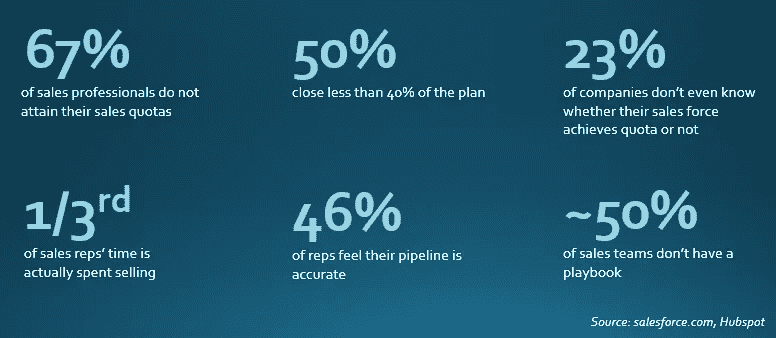 67%
of sales professionals do not
attain their sales quotas
50%
close less than 40% of the plan
23%
of companies don't even know
whether their sales force
achieves quota or not
1/3rd
of sales reps' time is
actually spent selling
46%
of reps feel their pipeline is
accurate
~50%
of sales teams don't have a
playbook
Source: salesforce.com, Hubspot